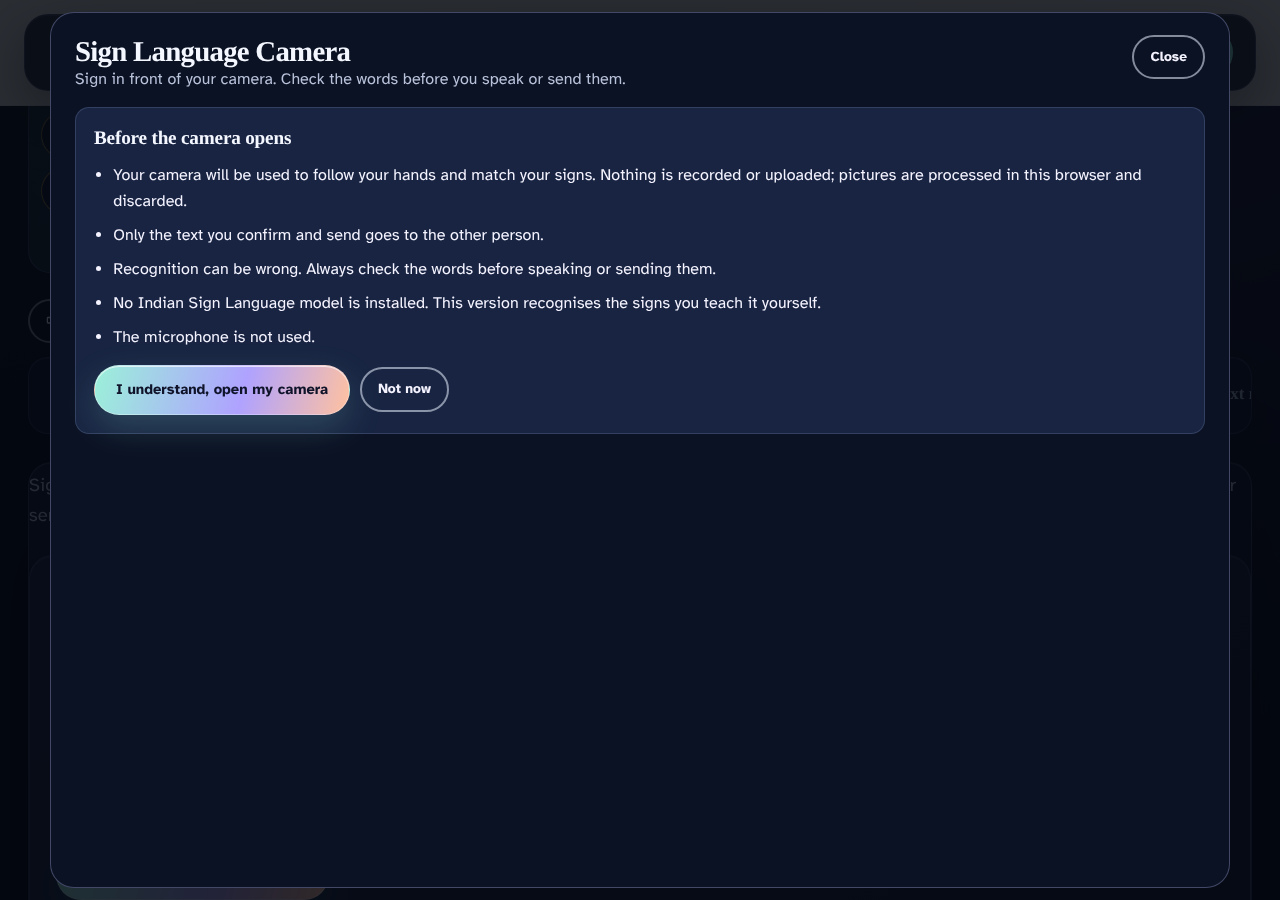 Sign Language Camera
Close
Sign in front of your camera. Check the words before you speak or send them.
Before the camera opens
Your camera will be used to follow your hands and match your signs. Nothing is recorded or uploaded; pictures are processed in this browser and
discarded.
Only the text you confirm and send goes to the other person.
Recognition can be wrong. Always check the words before speaking or sending them.
No Indian Sign Language model is installed. This version recognises the signs you teach it yourself.
The microphone is not used.
I understand, open my camera
Not now